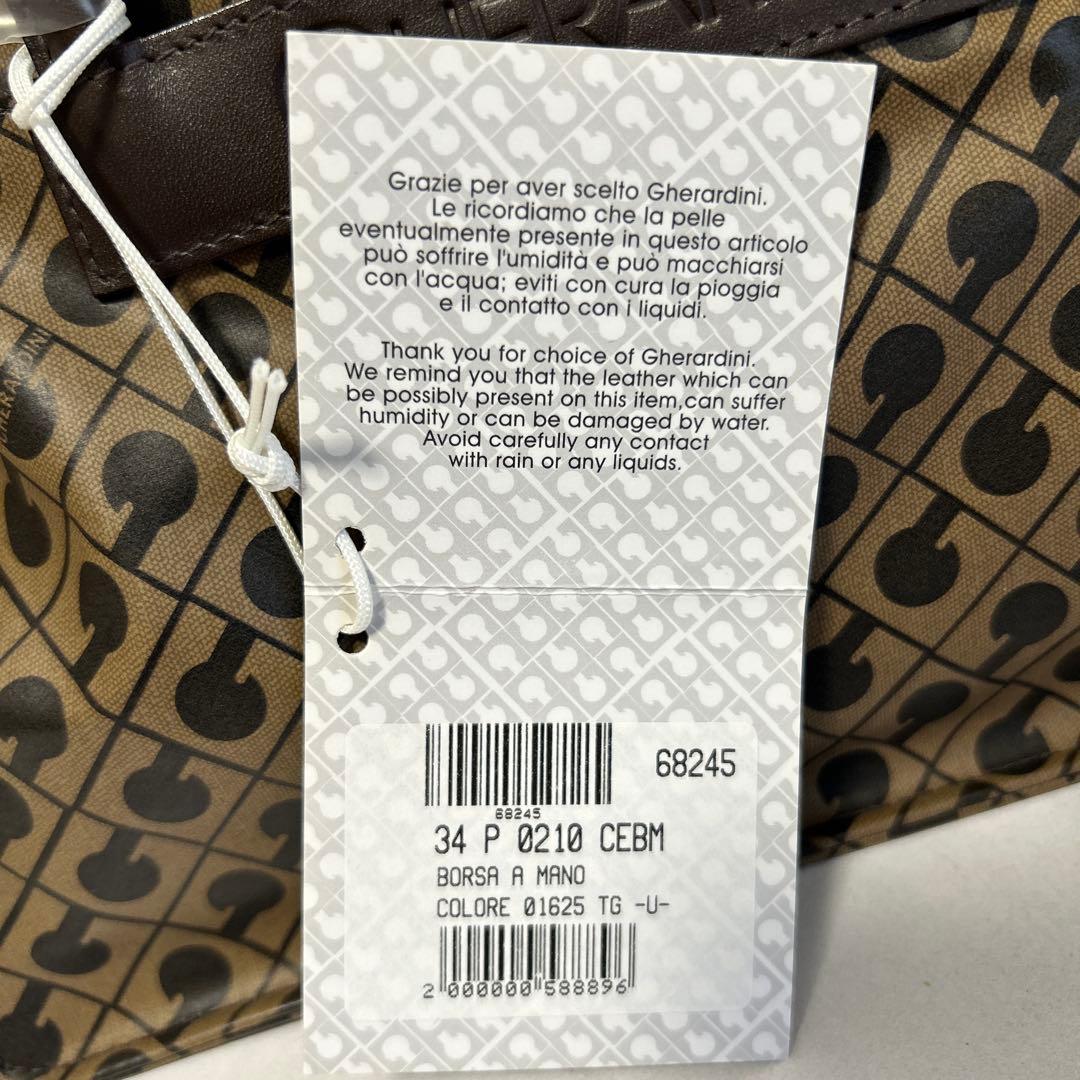 GHERARDINI
Grazie per aver scelto Gherardini.
Le ricordiamo che la pelle
eventualmente presente in questo articolo
può soffrire l'umidità e può macchiarsi
con l'acqua; eviti con cura la pioggia
e il contatto con i liquidi.
Thank you for choice of Gherardini.
We remind you that the leather which can
be possibly present on this item,can suffer
humidity or can be damaged by water.
Avoid carefully any contact
with rain or any liquids.
68245
68245
34 P 0210 CEBM
BORSA A MANO
COLORE 01625 TG -U-
2 000000 588896